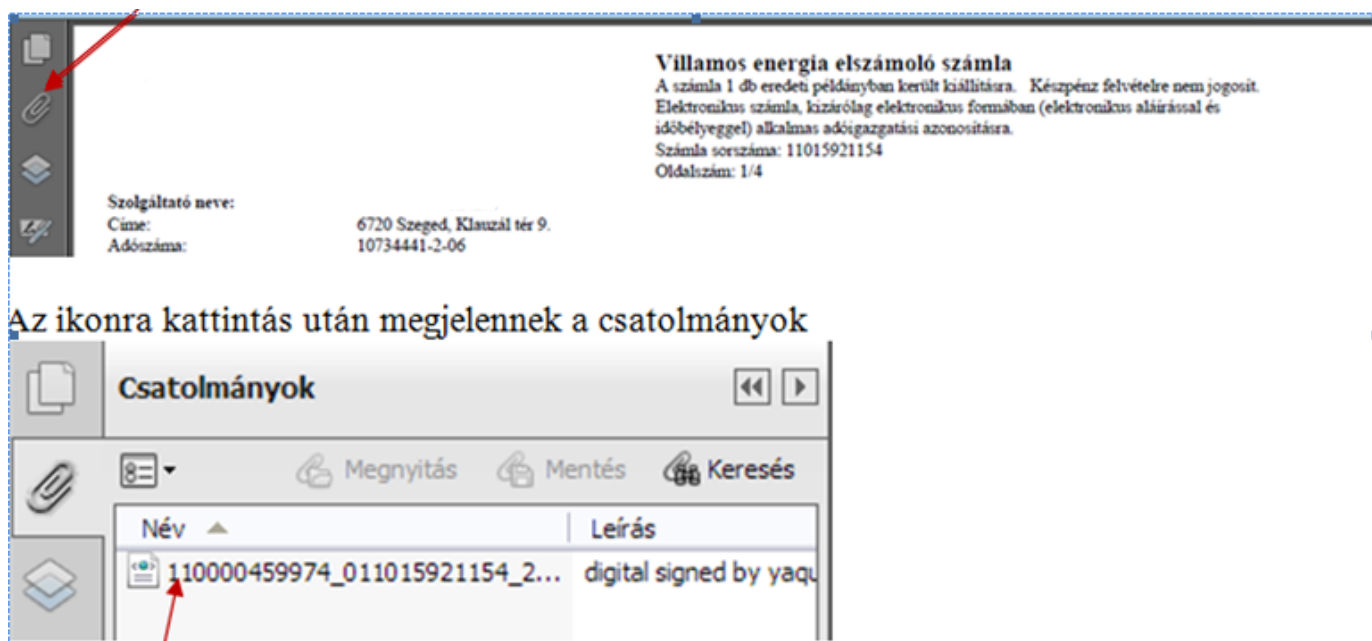 Villamos energia elszámoló számla
A számla 1 db eredeti példányban került kiállításra. Készpénz felvételre nem jogosít.
Elektronikus számla, kizárólag elektronikus formában (elektronikus aláírással és
időbélyeggel) alkalmas adóigazgatási azonosításra.
Számla sorszáma: 11015921154
Oldalszám: 1/4
Szolgáltató neve:
Címe: 6720 Szeged, Klauzál tér 9.
Adószáma: 10734441-2-06
Az ikonra kattintás után megjelennek a csatolmányok
Csatolmányok
Megnyitás Mentés Keresés
Név Leírás
110000459974_011015921154_2... digital signed by yaqu